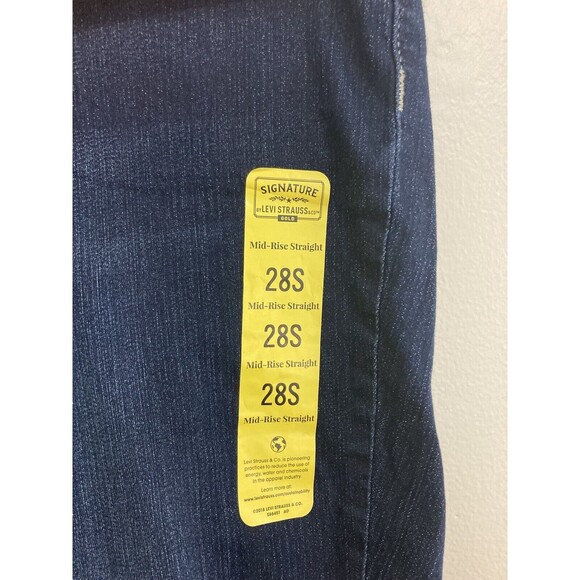 SIGNATURE
BY LEVI STRAUSS &CO™
GOLD
Mid-Rise Straight
28S
Mid-Rise Straight
28S
Mid-Rise Straight
28S
Mid-Rise Straight
Levi Strauss & Co. is pioneering
practices to reduce the use of
energy, water and chemicals
in the apparel industry.
Learn more at
©2018 LEVI STRAUSS & CO.